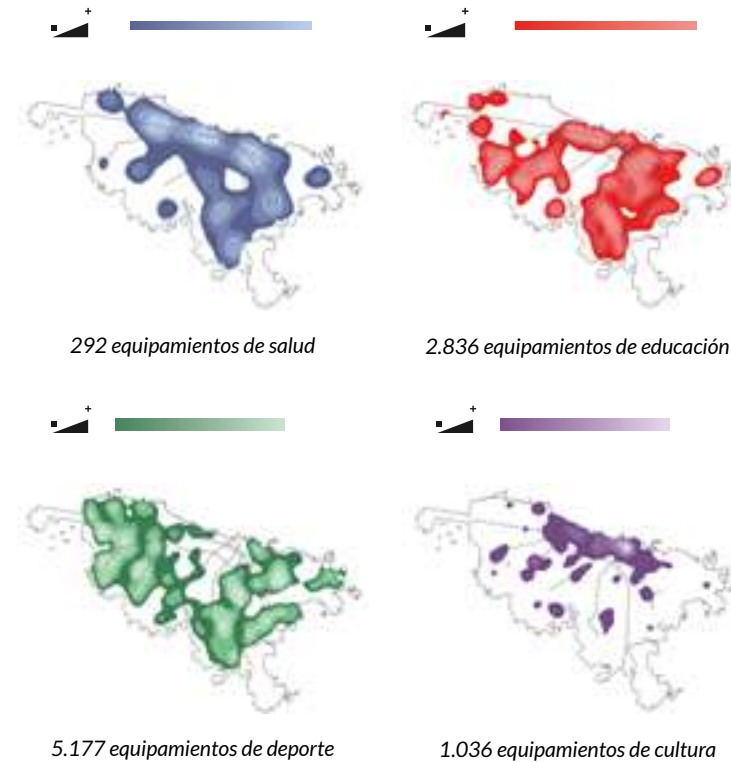 +
+
292 equipamientos de salud
2.836 equipamientos de educación
+
+
5.177 equipamientos de deporte
1.036 equipamientos de cultura